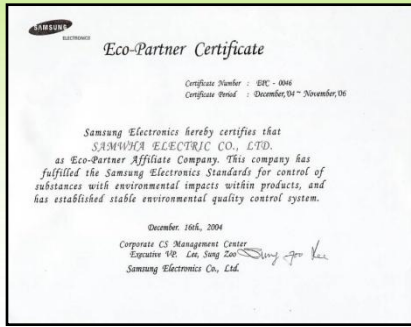 SAMSUNG
ELECTRONICS
Eco-Partner Certificate
Certificate Number : EPC - 0046
Certificate Period : December,'04 ~ November,'06
Samsung Electronics hereby certifies that
SAMWHA ELECTRIC CO., LTD.
as Eco-Partner Affiliate Company. This company has
fulfilled the Samsung Electronics Standards for control of
substances with environmental impacts within products, and
has established stable environmental quality control system.
December. 16th, 2004
Corporate CS Management Center
Executive VP. Lee, Sung Zoo
Sung Zoo Lee
Samsung Electronics Co., Ltd.